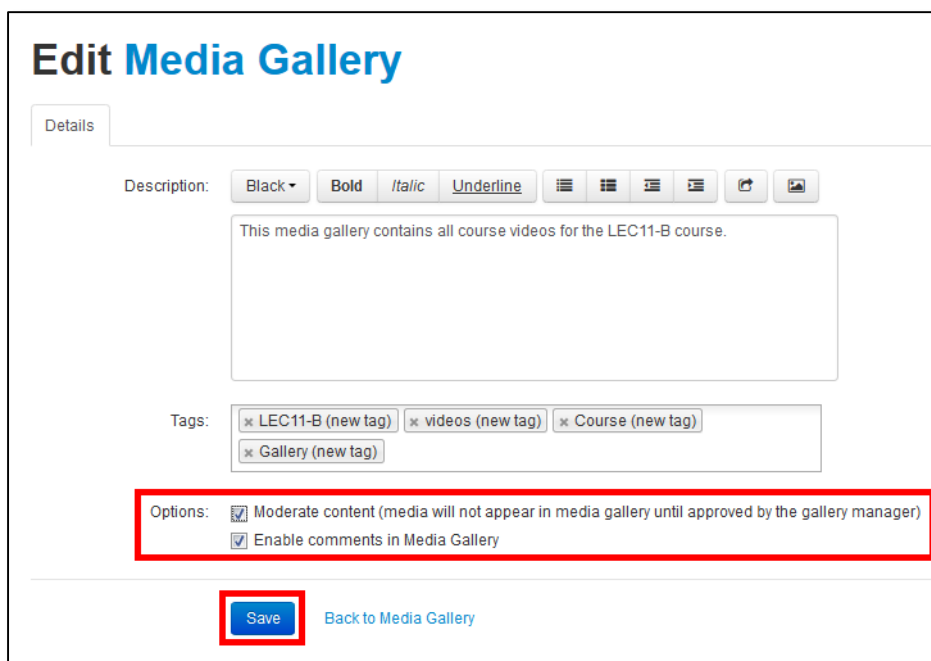 Edit Media Gallery
Details
Description: Black Bold Italic Underline
This media gallery contains all course videos for the LEC11-B course.
Tags: × LEC11-B (new tag) × videos (new tag) × Course (new tag)
× Gallery (new tag)
Options: Moderate content (media will not appear in media gallery until approved by the gallery manager)
Enable comments in Media Gallery
Save Back to Media Gallery